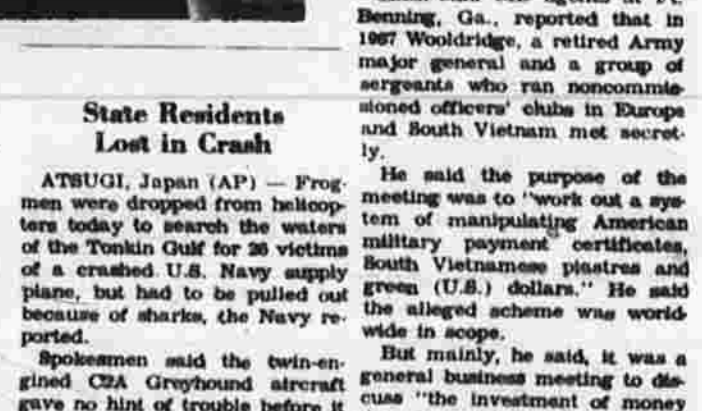 State Residents
Lost in Crash
ATSUGI, Japan (AP) — Frog-
men were dropped from helicop-
ters today to search the waters
of the Tonkin Gulf for 26 victims
of a crashed U.S. Navy supply
plane, but had to be pulled out
because of sharks, the Navy re-
ported.
Spokesmen said the twin-en-
gined C2A Greyhound aircraft
gave no hint of trouble before it
Benning, Ga., reported that in
1967 Wooldridge, a retired Army
major general and a group of
sergeants who ran noncommis-
sioned officers' clubs in Europe
and South Vietnam met secret-
ly.
He said the purpose of the
meeting was to "work out a sys-
tem of manipulating American
military payment certificates,
South Vietnamese piastres and
green (U.S.) dollars." He said
the alleged scheme was world-
wide in scope.
But mainly, he said, it was a
general business meeting to dis-
cuss "the investment of money